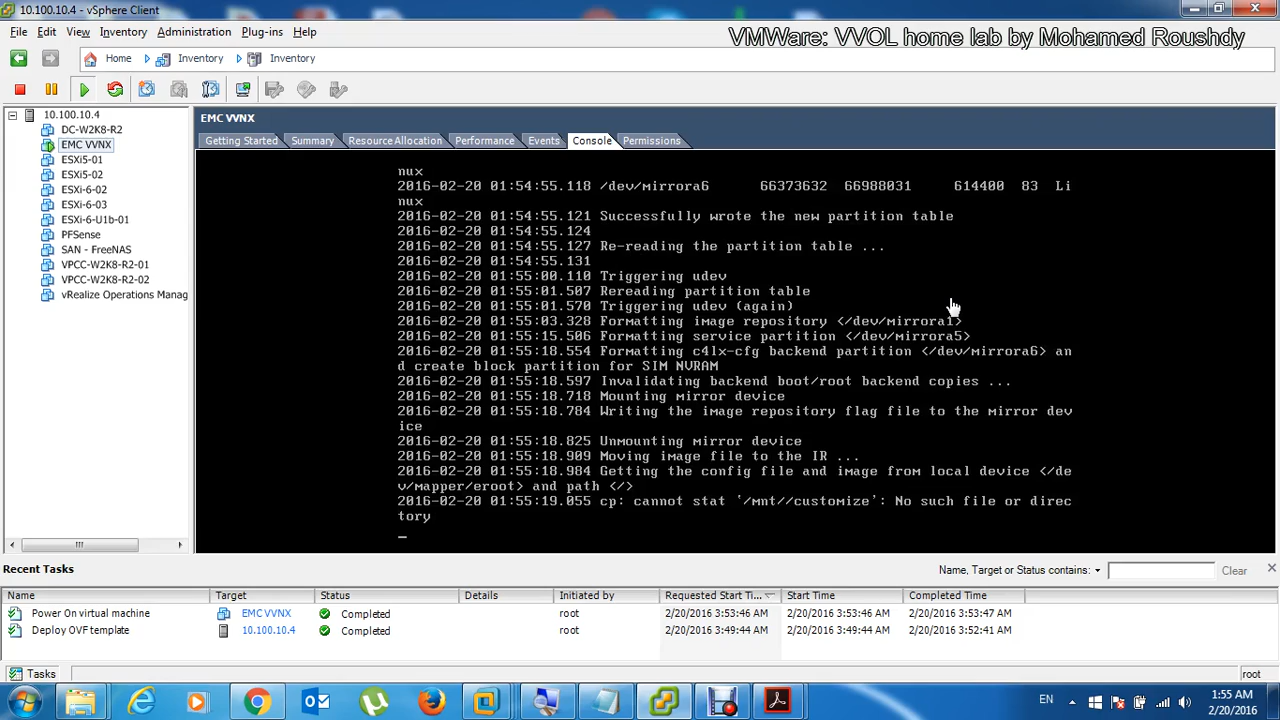 10.100.10.4 - vSphere Client
File Edit View Inventory Administration Plug-ins Help
VMWare: VVOL home lab by Mohamed Roushdy
Home Inventory Inventory
10.100.10.4
DC-W2K8-R2
EMC VVNX
ESXi5-01
ESXi5-02
ESXi-6-02
ESXi-6-03
ESXi-6-U1b-01
PFSense
SAN - FreeNAS
VPCC-W2K8-R2-01
VPCC-W2K8-R2-02
vRealize Operations Manag
EMC VVNX
Getting Started Summary Resource Allocation Performance Events Console Permissions
nux
2016-02-20 01:54:55.118 /dev/mirrora6 66373632 66988031 614400 83 Li
nux
2016-02-20 01:54:55.121 Successfully wrote the new partition table
2016-02-20 01:54:55.124
2016-02-20 01:54:55.127 Re-reading the partition table ...
2016-02-20 01:54:55.131
2016-02-20 01:55:00.110 Triggering udev
2016-02-20 01:55:01.507 Rereading partition table
2016-02-20 01:55:01.570 Triggering udev (again)
2016-02-20 01:55:03.328 Formatting image repository </dev/mirrora1>
2016-02-20 01:55:15.506 Formatting service partition </dev/mirrora5>
2016-02-20 01:55:18.554 Formatting c4lx-cfg backend partition </dev/mirrora6> an
d create block partition for SIM NVRAM
2016-02-20 01:55:18.597 Invalidating backend boot/root backend copies ...
2016-02-20 01:55:18.718 Mounting mirror device
2016-02-20 01:55:18.784 Writing the image repository flag file to the mirror dev
ice
2016-02-20 01:55:18.825 Unmounting mirror device
2016-02-20 01:55:18.909 Moving image file to the IR ...
2016-02-20 01:55:18.984 Getting the config file and image from local device </de
v/mapper/eroot> and path </>
2016-02-20 01:55:19.055 cp: cannot stat '/mnt//customize': No such file or direc
tory
Recent Tasks
Name, Target or Status contains: Clear
Name Target Status Details Initiated by Requested Start Ti... Start Time Completed Time
Power On virtual machine EMC VVNX Completed root 2/20/2016 3:53:46 AM 2/20/2016 3:53:46 AM 2/20/2016 3:53:47 AM
Deploy OVF template 10.100.10.4 Completed root 2/20/2016 3:49:44 AM 2/20/2016 3:49:44 AM 2/20/2016 3:52:41 AM
Tasks root
EN
1:55 AM
2/20/2016